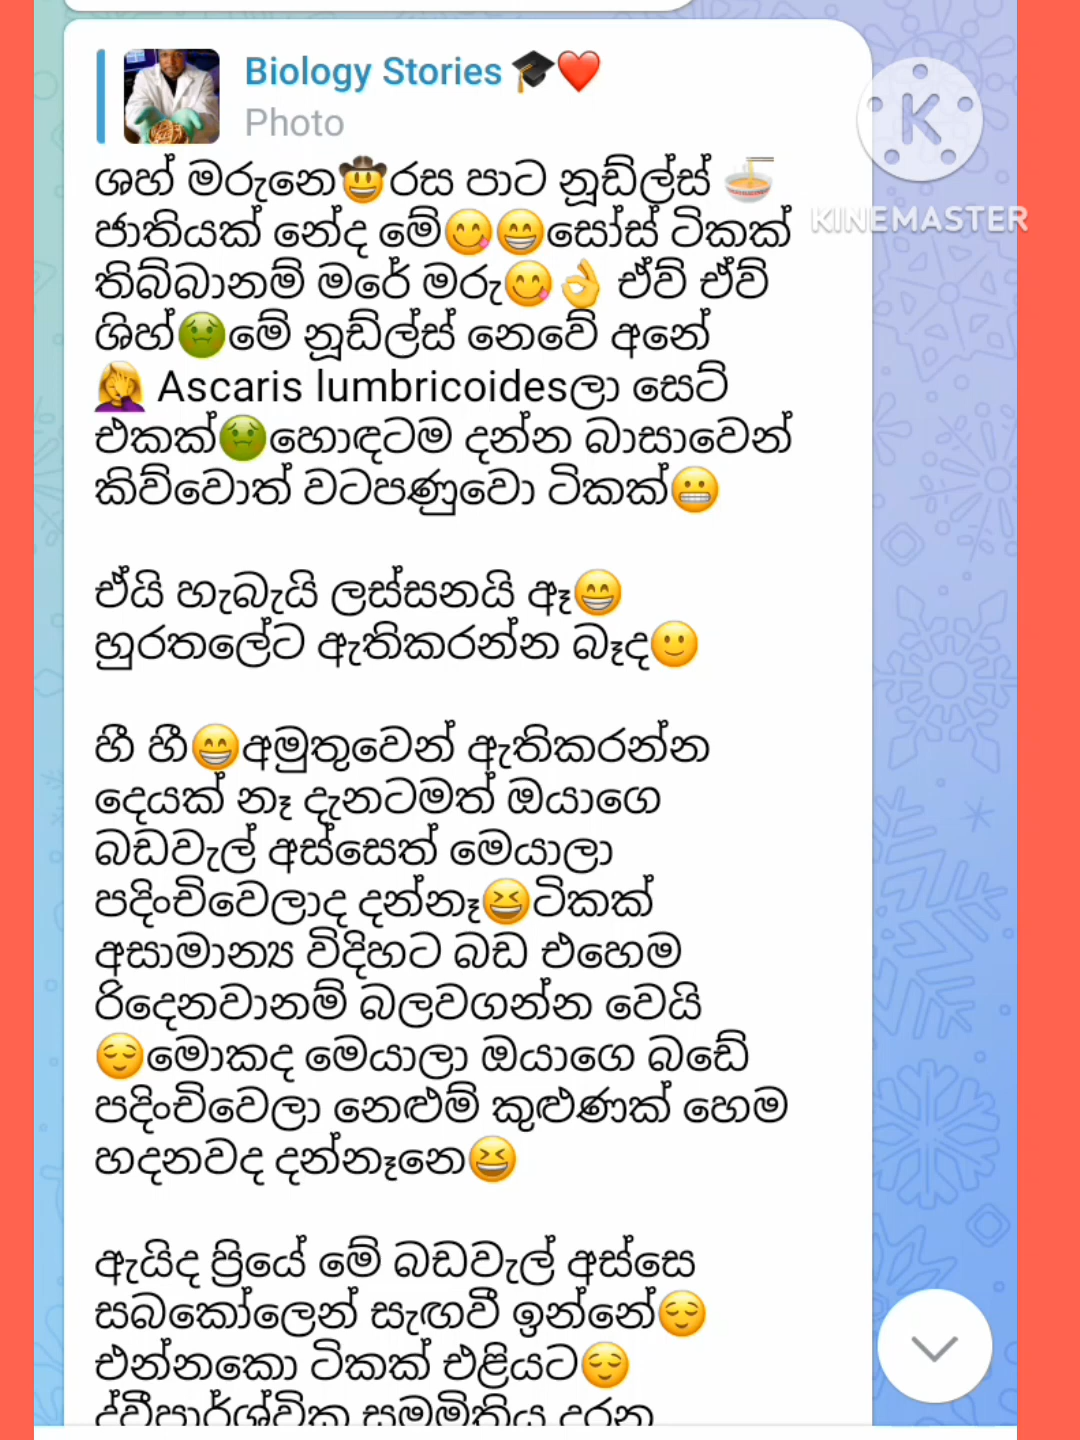 Biology Stories 🎓❤️
Photo
KINEMASTER
ශහ් මරුනෙ🤠රස පාට නූඩ්ල්ස් 🍜
ජාතියක් නේද මේ😋😁සෝස් ටිකක්
තිබ්බානම් මරේ මරු😋👌 ඒව් ඒව්
ශිහ්🤢මේ නූඩ්ල්ස් නෙවේ අනේ
🤦‍♀️ Ascaris lumbricoidesලා සෙට්
එකක්🤢හොඳටම දන්න බාසාවෙන්
කිව්වොත් වටපණුවො ටිකක්😬
ඒයි හැබැයි ලස්සනයි ඈ😁
හුරතලේට ඇතිකරන්න බෑද🙂
හී හී😁අමුතුවෙන් ඇතිකරන්න
දෙයක් නෑ දැනටමත් ඔයාගෙ
බඩවැල් අස්සෙත් මෙයාලා
පදිංචිවෙලාද දන්නෑ😆ටිකක්
අසාමාන්‍ය විදිහට බඩ එහෙම
රිදෙනවානම් බලවගන්න වෙයි
😌මොකද මෙයාලා ඔයාගෙ බඩේ
පදිංචිවෙලා නෙළුම් කුළුණක් හෙම
හදනවද දන්නෑනෙ😆
ඇයිද ප්‍රියේ මේ බඩවැල් අස්සෙ
සබකෝලෙන් සැඟවී ඉන්නේ😌
එන්නකො ටිකක් එළියට😌
ද්වීපාර්ශ්වික සමමිතිය දරන